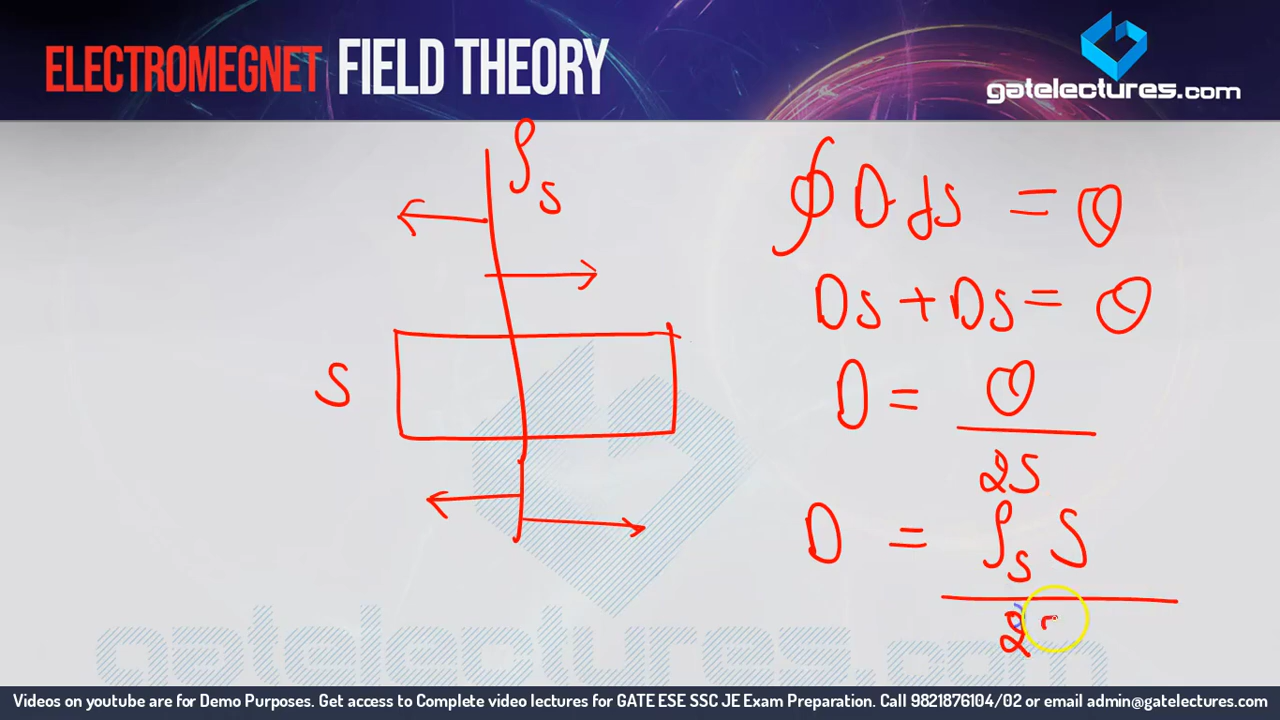 ELECTROMEGNET FIELD THEORY
gatelectures.com
ρs
∮D ds = Q
Ds + Ds = Q
S
D = Q / 2S
D = ρs S / 2
gatelectures.com
Videos on youtube are for Demo Purposes. Get access to Complete video lectures for GATE ESE SSC JE Exam Preparation. Call 9821876104/02 or email admin@gatelectures.com